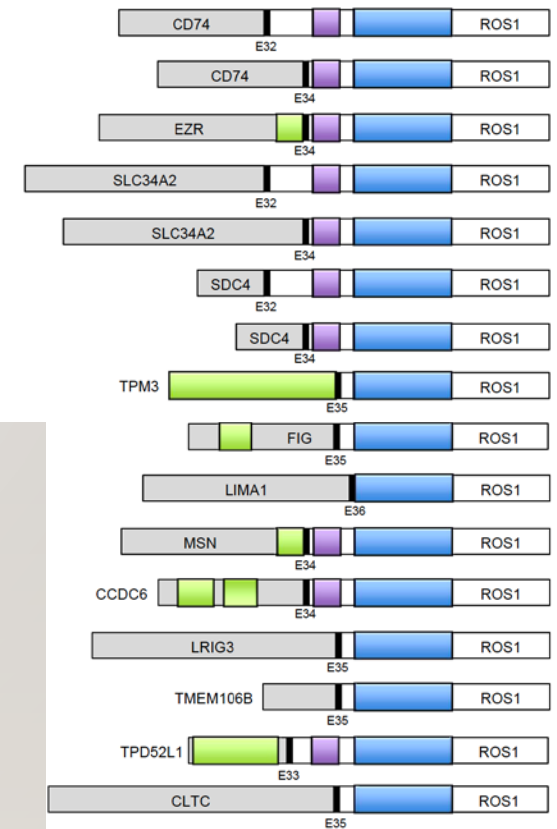 CD74 ROS1
E32
CD74 ROS1
E34
EZR ROS1
E34
SLC34A2 ROS1
E32
SLC34A2 ROS1
E34
SDC4 ROS1
E32
SDC4 ROS1
E34
TPM3 ROS1
E35
FIG ROS1
E35
LIMA1 ROS1
E36
MSN ROS1
E34
CCDC6 ROS1
E34
LRIG3 ROS1
E35
TMEM106B ROS1
E35
TPD52L1 ROS1
E33
CLTC ROS1
E35